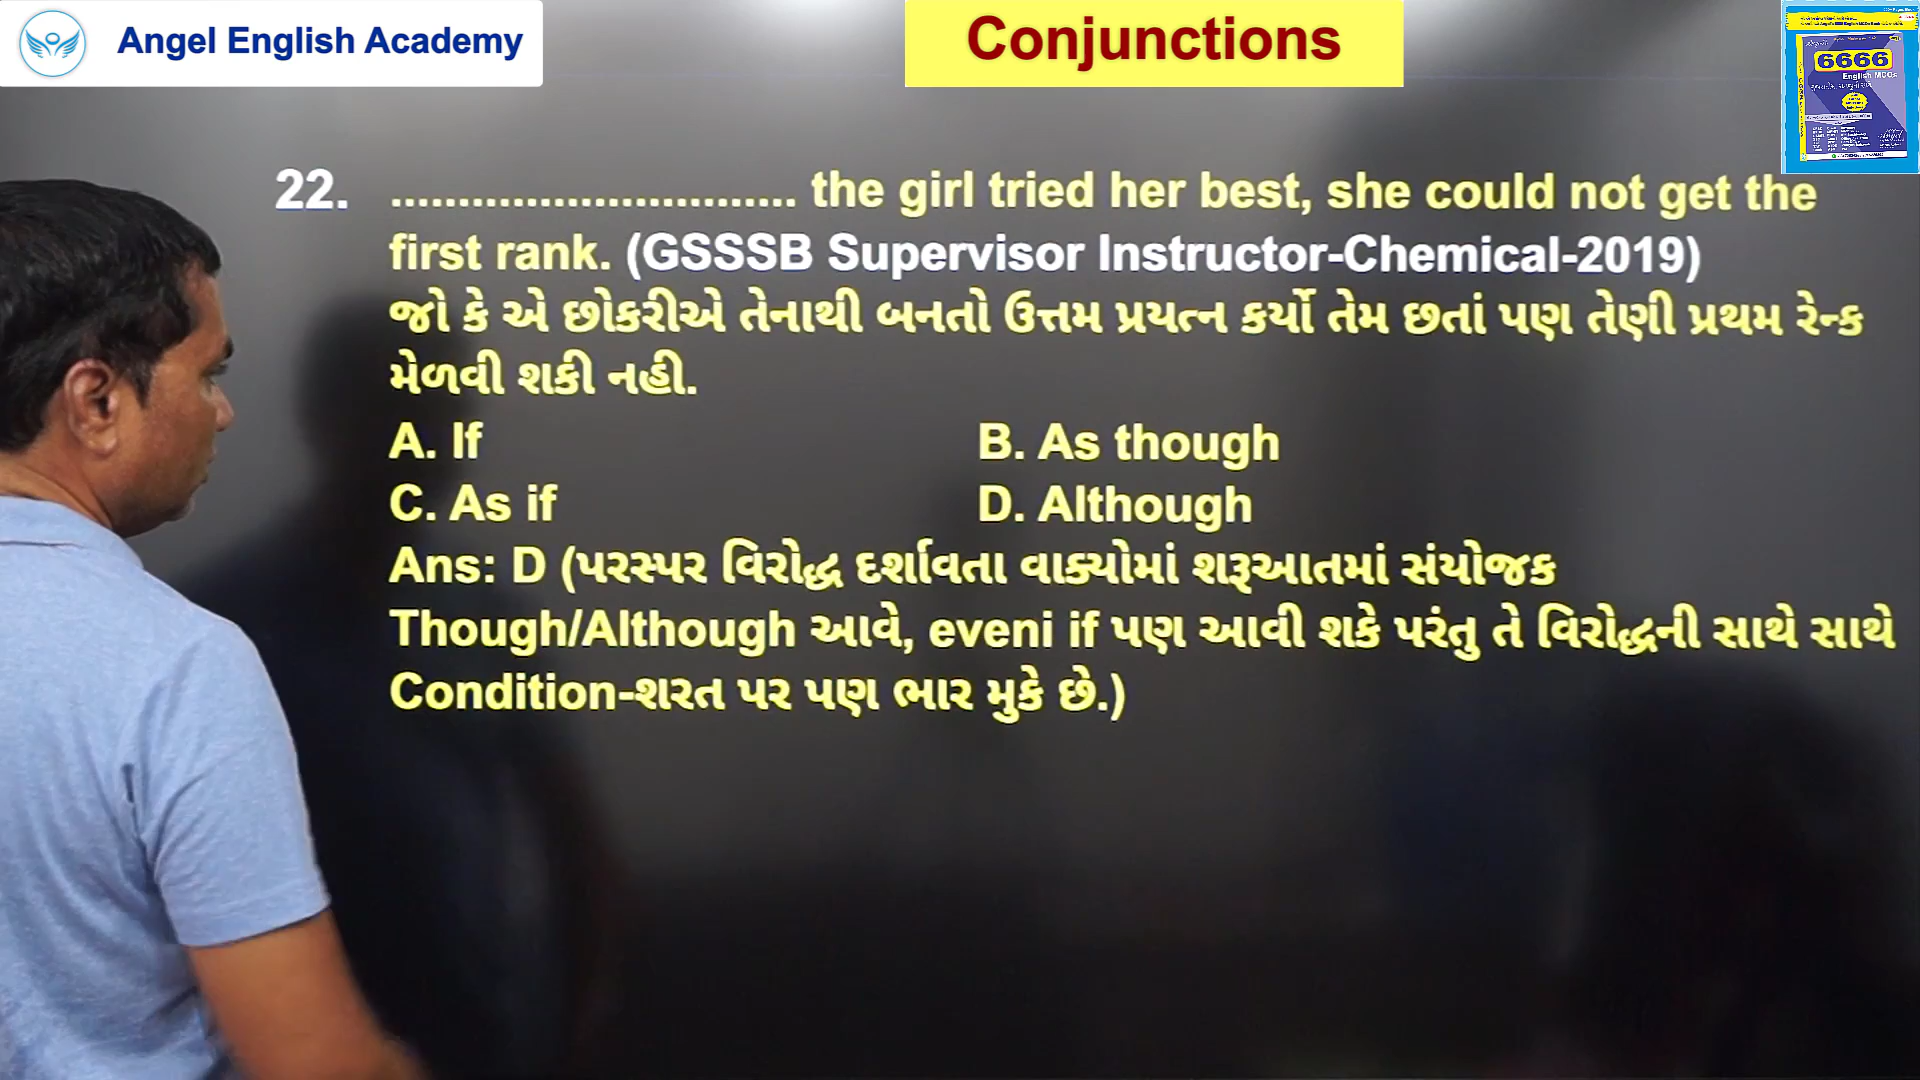 Angel English Academy
Conjunctions
6666
English MCQs
22. .............................. the girl tried her best, she could not get the
first rank. (GSSSB Supervisor Instructor-Chemical-2019)
જો કે એ છોકરીએ તેનાથી બનતો ઉત્તમ પ્રયત્ન કર્યો તેમ છતાં પણ તેણી પ્રથમ રેન્ક
મેળવી શકી નહી.
A. If B. As though
C. As if D. Although
Ans: D (પરસ્પર વિરોદ્ધ દર્શાવતા વાક્યોમાં શરૂઆતમાં સંયોજક
Though/Although આવે, eveni if પણ આવી શકે પરંતુ તે વિરોદ્ધની સાથે સાથે
Condition-શરત પર પણ ભાર મુકે છે.)